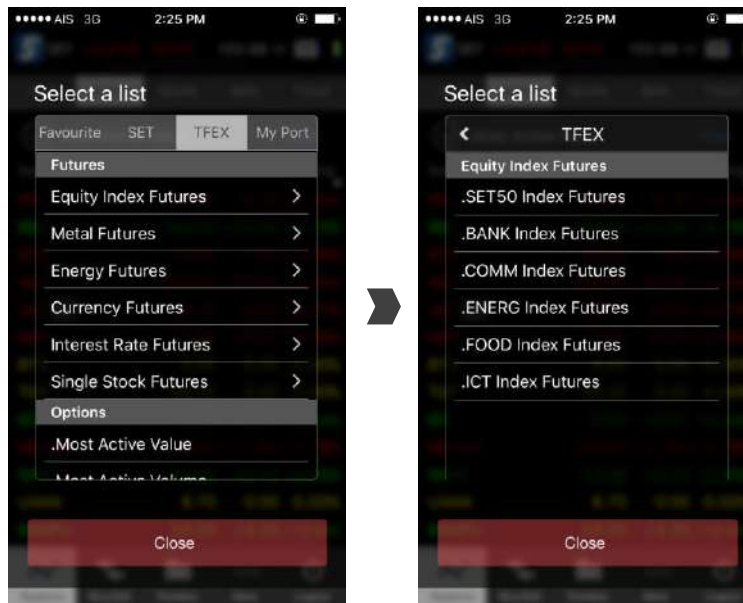 AIS 3G 2:25 PM
Select a list
Favourite SET TFEX My Port
Futures
Equity Index Futures
Metal Futures
Energy Futures
Currency Futures
Interest Rate Futures
Single Stock Futures
Options
.Most Active Value
.Most Active Volume
Close
AIS 3G 2:25 PM
Select a list
TFEX
Equity Index Futures
.SET50 Index Futures
.BANK Index Futures
.COMM Index Futures
.ENERG Index Futures
.FOOD Index Futures
.ICT Index Futures
Close